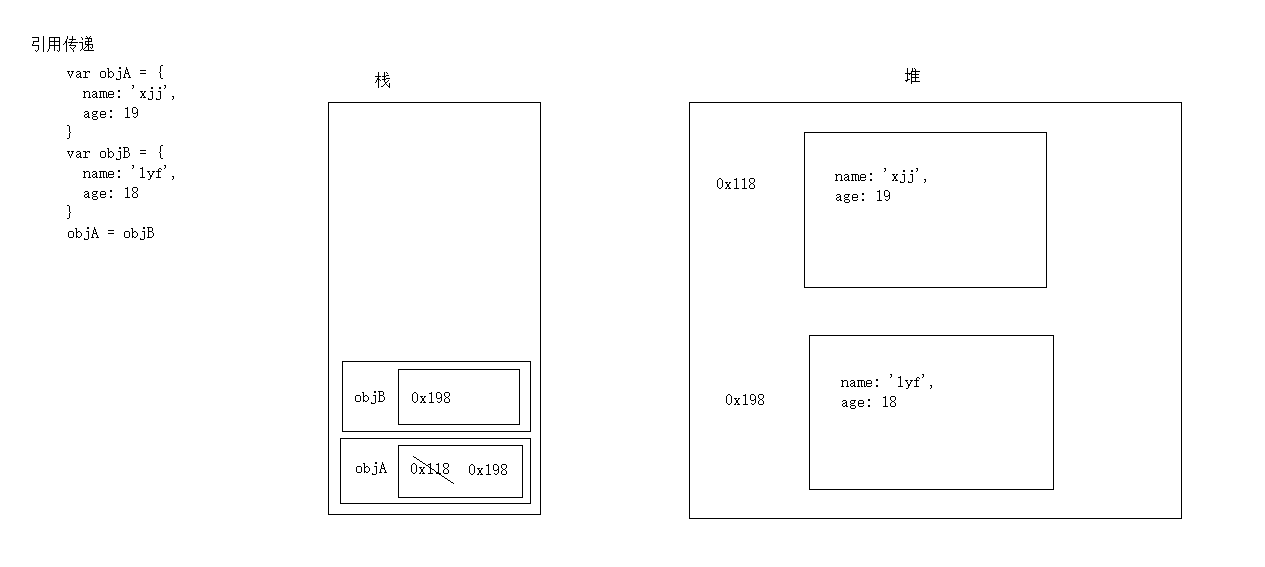 引用传递
var objA = {
name: 'xjj',
age: 19
}
var objB = {
name: 'lyf',
age: 18
}
objA = objB
栈
objB
0x198
objA
0x118 0x198
堆
0x118
name: 'xjj',
age: 19
0x198
name: 'lyf',
age: 18